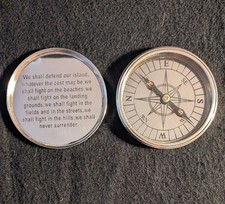 We shall defend our island,
whatever the cost may be, we
shall fight on the beaches, we
shall fight on the landing
grounds, we shall fight in the
fields and in the streets, we
shall fight in the hills; we shall
never surrender
N
E
S
W